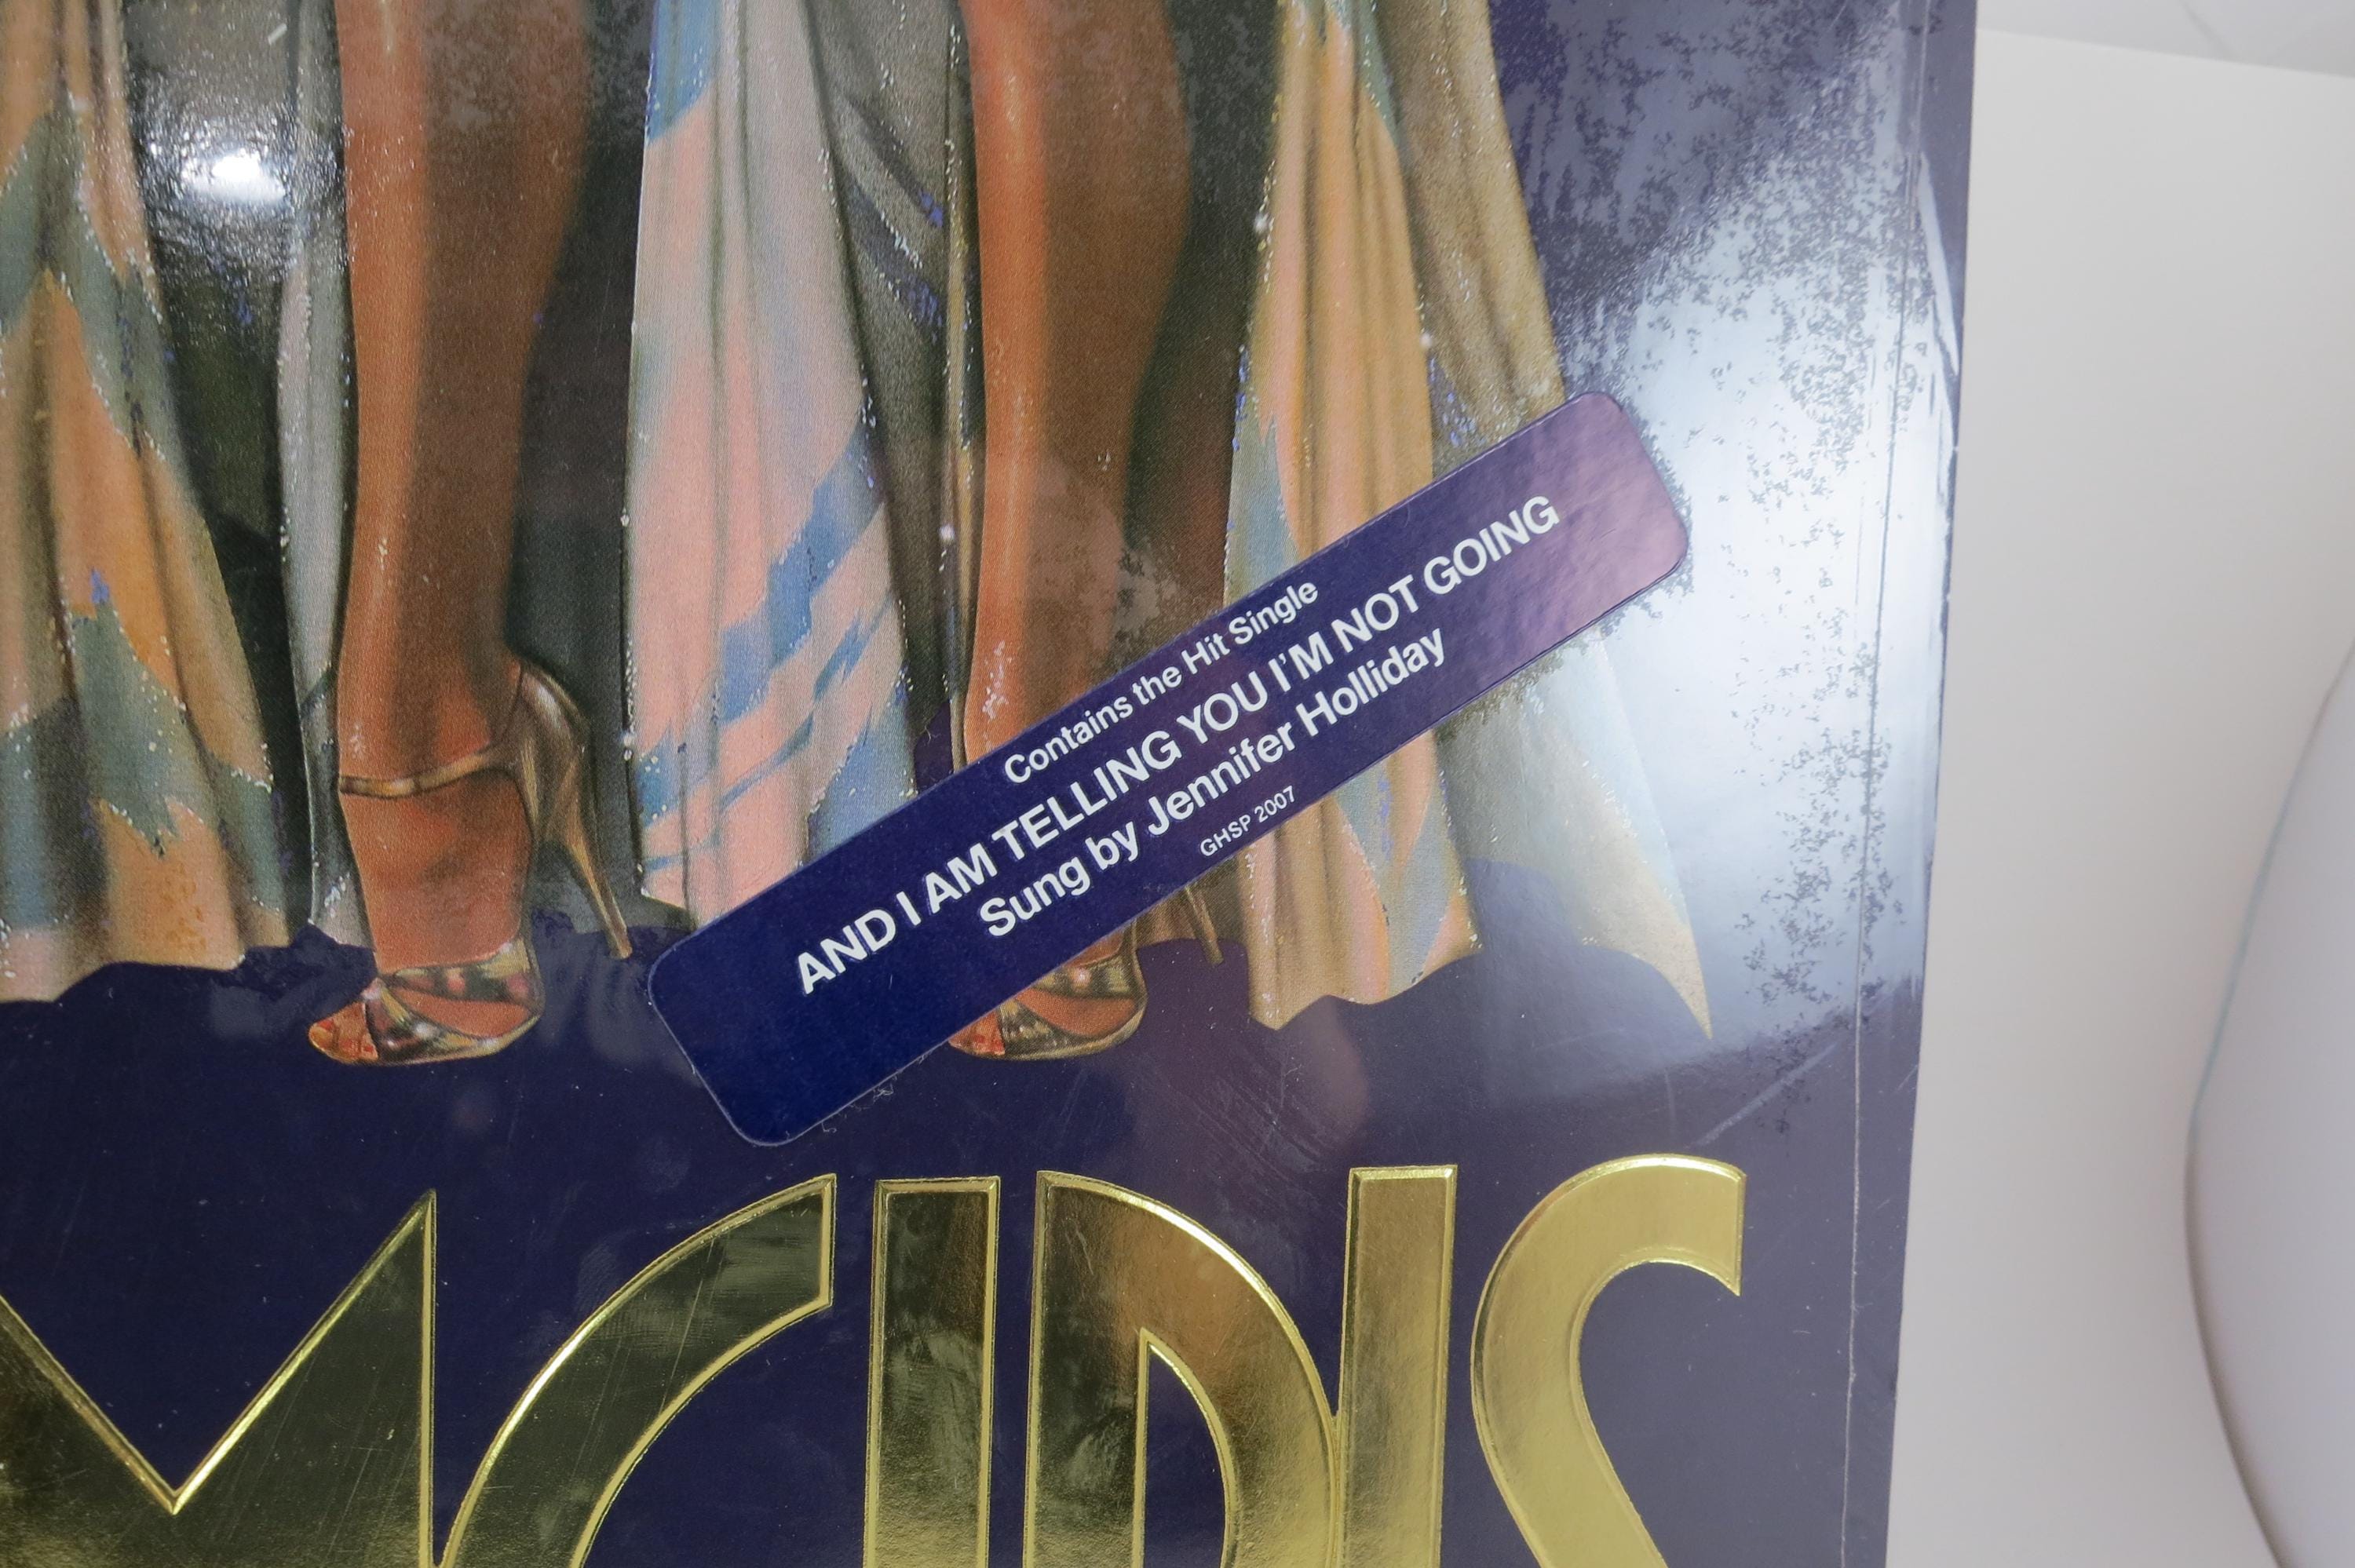 Contains the Hit Single
AND I AM TELLING YOU I'M NOT GOING
Sung by Jennifer Holliday
GHSP 2007